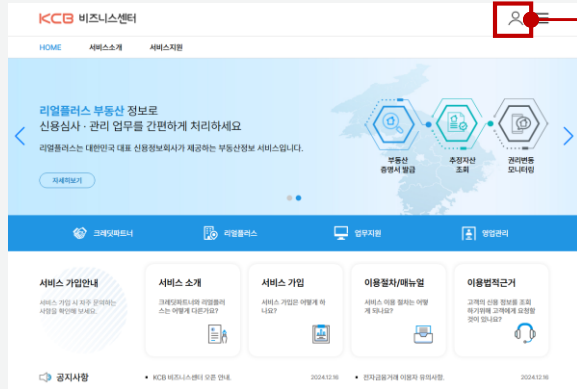 KCB 비즈니스센터
HOME 서비스소개 서비스지원
리얼플러스 부동산 정보로
신용심사 · 관리 업무를 간편하게 처리하세요
리얼플러스는 대한민국 대표 신용정보회사가 제공하는 부동산정보 서비스입니다.
자세히보기
부동산
증명서 발급
추정자산
조회
권리변동
모니터링
크레딧파트너 리얼플러스 업무지원 영업관리
서비스 가입안내
서비스 가입 시 자주 문의하는
사항을 확인해 보세요.
서비스 소개
크레딧파트너와 리얼플러
스는 어떻게 다른가요?
서비스 가입
서비스 가입은 어떻게 하
나요?
이용절차/매뉴얼
서비스 이용 절차는 어떻
게 되나요?
이용법적근거
고객의 신용 정보를 조회
하기위해 고객에게 요청할
것이 있나요?
공지사항
• KCB 비즈니스센터 오픈 안내. 2024.12.16
• 전자금융거래 이용자 유의사항. 2024.12.16